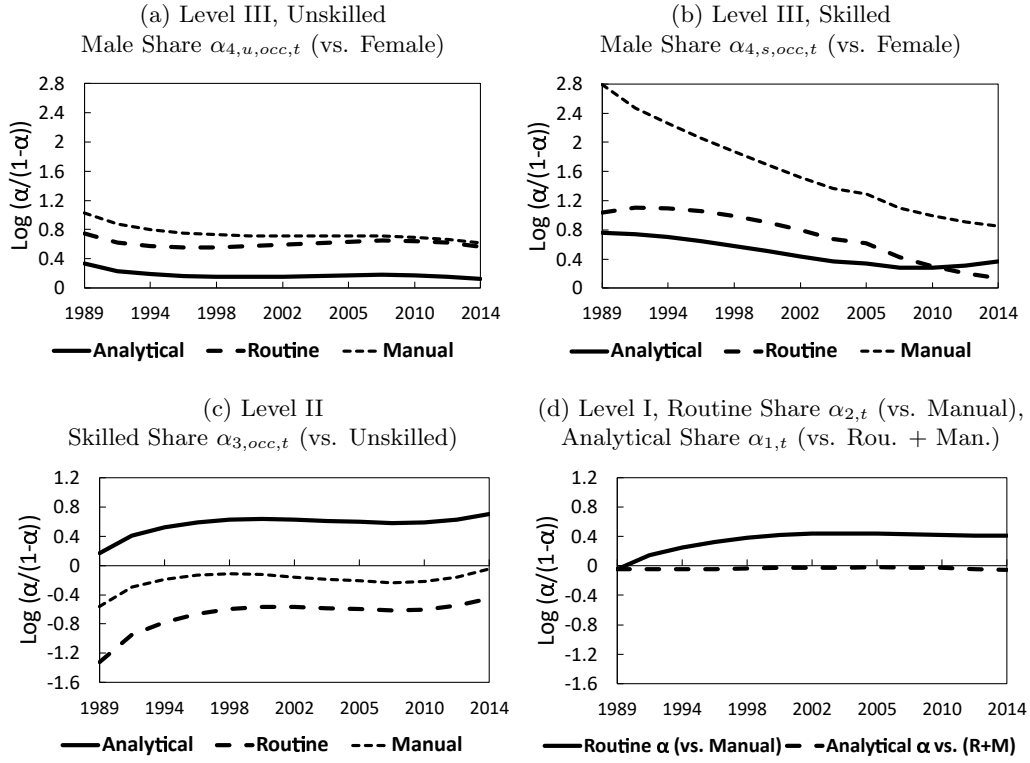 (a) Level III, Unskilled
Male Share α4,u,occ,t (vs. Female)
Log (α/(1-α))
2.8
2.4
2
1.6
1.2
0.8
0.4
0
1989 1994 1998 2002 2005 2010 2014
Analytical Routine Manual
(b) Level III, Skilled
Male Share α4,s,occ,t (vs. Female)
Log (α/(1-α))
2.8
2.4
2
1.6
1.2
0.8
0.4
0
1989 1994 1998 2002 2005 2010 2014
Analytical Routine Manual
(c) Level II
Skilled Share α3,occ,t (vs. Unskilled)
Log (α/(1-α))
1.2
0.8
0.4
0
-0.4
-0.8
-1.2
-1.6
1989 1994 1998 2002 2005 2010 2014
Analytical Routine Manual
(d) Level I, Routine Share α2,t (vs. Manual),
Analytical Share α1,t (vs. Rou. + Man.)
Log (α/(1-α))
1.2
0.8
0.4
0
-0.4
-0.8
-1.2
-1.6
1989 1994 1998 2002 2005 2010 2014
Routine α (vs. Manual) Analytical α vs. (R+M)